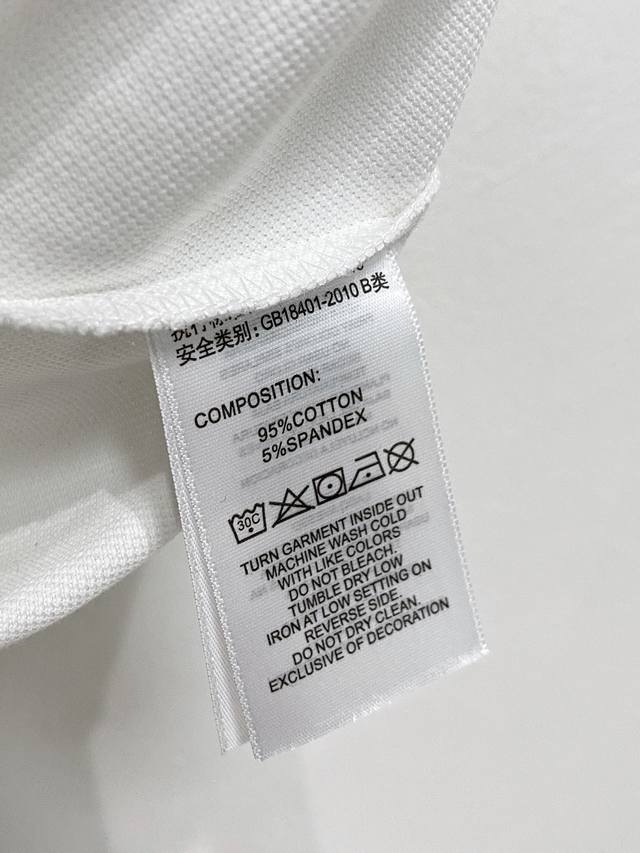 安全类别: GB18401-2010 B类
COMPOSITION:
95%COTTON
5%SPANDEX
30C
TURN GARMENT INSIDE OUT
MACHINE WASH COLD
WITH LIKE COLORS
DO NOT BLEACH.
TUMBLE DRY LOW
IRON AT LOW SETTING ON
REVERSE SIDE.
DO NOT DRY CLEAN.
EXCLUSIVE OF DECORATION